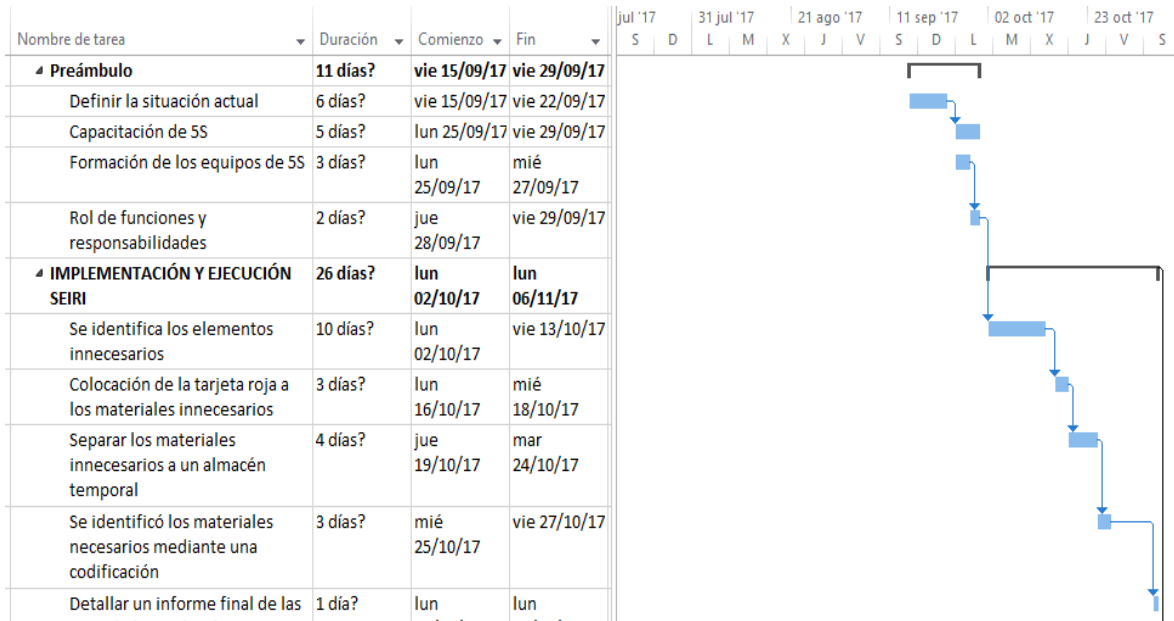 jul '17 31 jul '17 21 ago '17 11 sep '17 02 oct '17 23 oct '17
Nombre de tarea Duración Comienzo Fin S D L M X J V S D L M X J V S
Preámbulo 11 días? vie 15/09/17 vie 29/09/17
Definir la situación actual 6 días? vie 15/09/17 vie 22/09/17
Capacitación de 5S 5 días? lun 25/09/17 vie 29/09/17
Formación de los equipos de 5S 3 días? lun mié
25/09/17 27/09/17
Rol de funciones y 2 días? jue vie 29/09/17
responsabilidades 28/09/17
IMPLEMENTACIÓN Y EJECUCIÓN 26 días? lun lun
SEIRI 02/10/17 06/11/17
Se identifica los elementos 10 días? lun vie 13/10/17
innecesarios 02/10/17
Colocación de la tarjeta roja a 3 días? lun mié
los materiales innecesarios 16/10/17 18/10/17
Separar los materiales 4 días? jue mar
innecesarios a un almacén 19/10/17 24/10/17
temporal
Se identificó los materiales 3 días? mié vie 27/10/17
necesarios mediante una 25/10/17
codificación
Detallar un informe final de las 1 día? lun lun